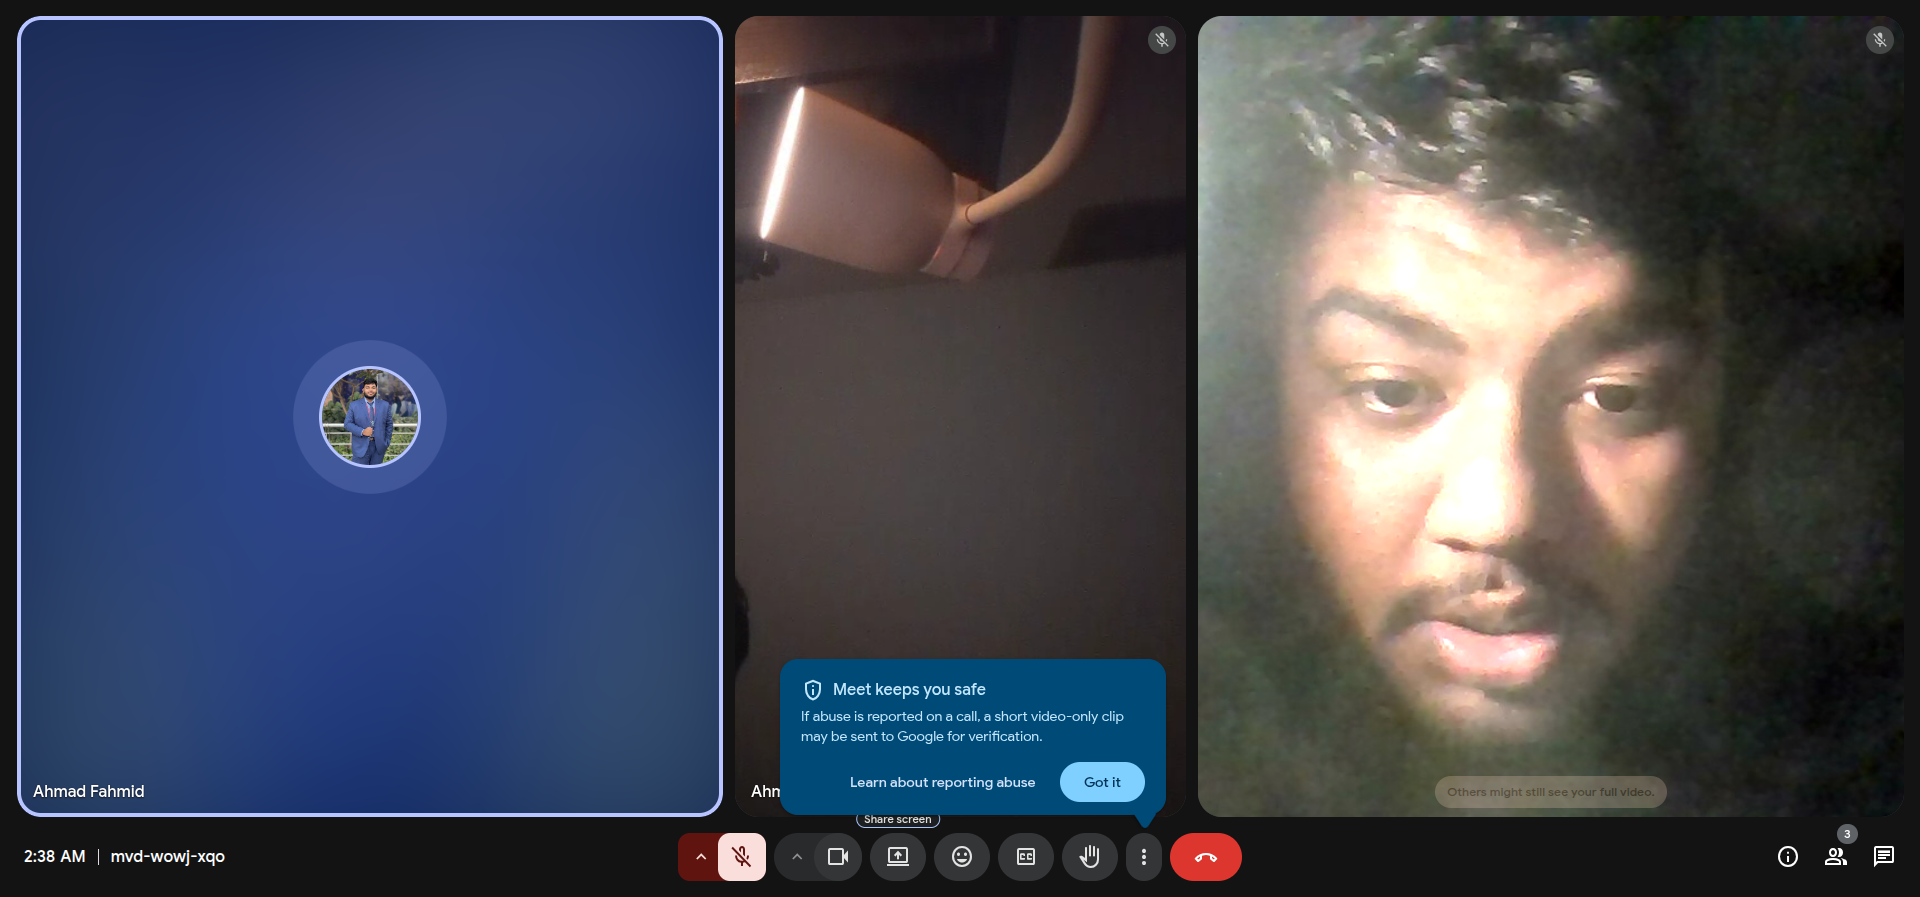 Ahmad Fahmid
Ahm
Meet keeps you safe
If abuse is reported on a call, a short video-only clip
may be sent to Google for verification.
Learn about reporting abuse
Got it
Others might still see your full video.
Share screen
2:38 AM | mvd-wowj-xqo
CC
3